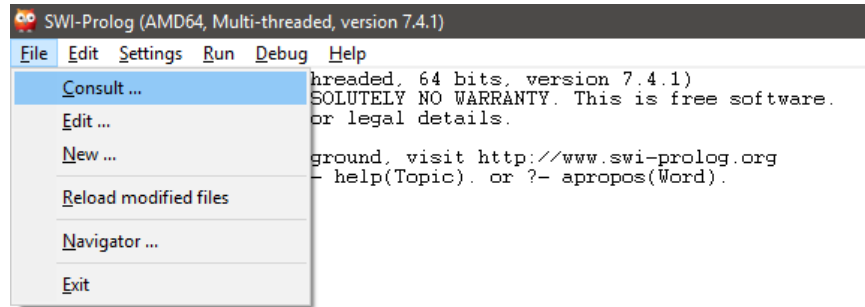 SWI-Prolog (AMD64, Multi-threaded, version 7.4.1)
File Edit Settings Run Debug Help
Consult ...
Edit ...
New ...
Reload modified files
Navigator ...
Exit
hreaded, 64 bits, version 7.4.1)
SOLUTELY NO WARRANTY. This is free software.
or legal details.
ground, visit http://www.swi-prolog.org
- help(Topic). or ?- apropos(Word).